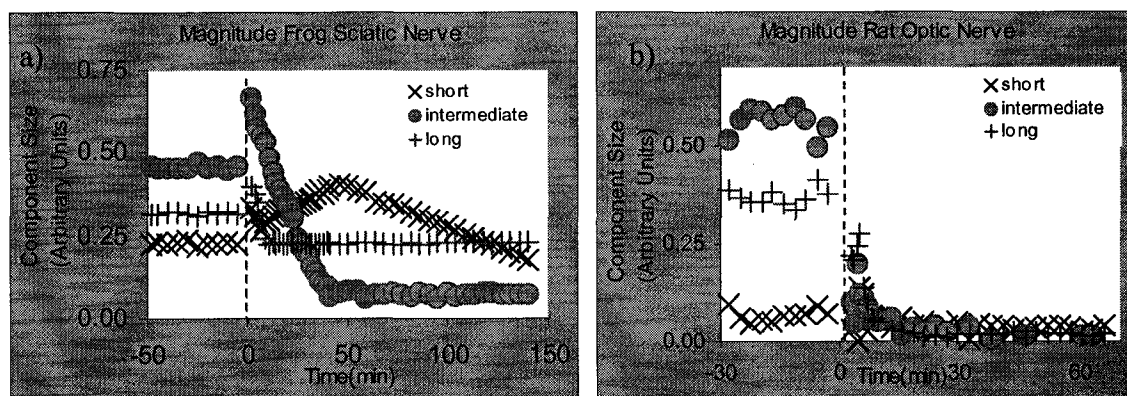 a)
Magnitude Frog Sciatic Nerve
0.75
0.50
0.25
0.00
Component Size
(Arbitrary Units)
short
intermediate
long
-50
0
50
100
150
Time(min)
b)
Magnitude Rat Optic Nerve
0.50
0.25
0.00
Component Size
(Arbitrary Units)
short
intermediate
long
-30
0
30
60
Time(min)